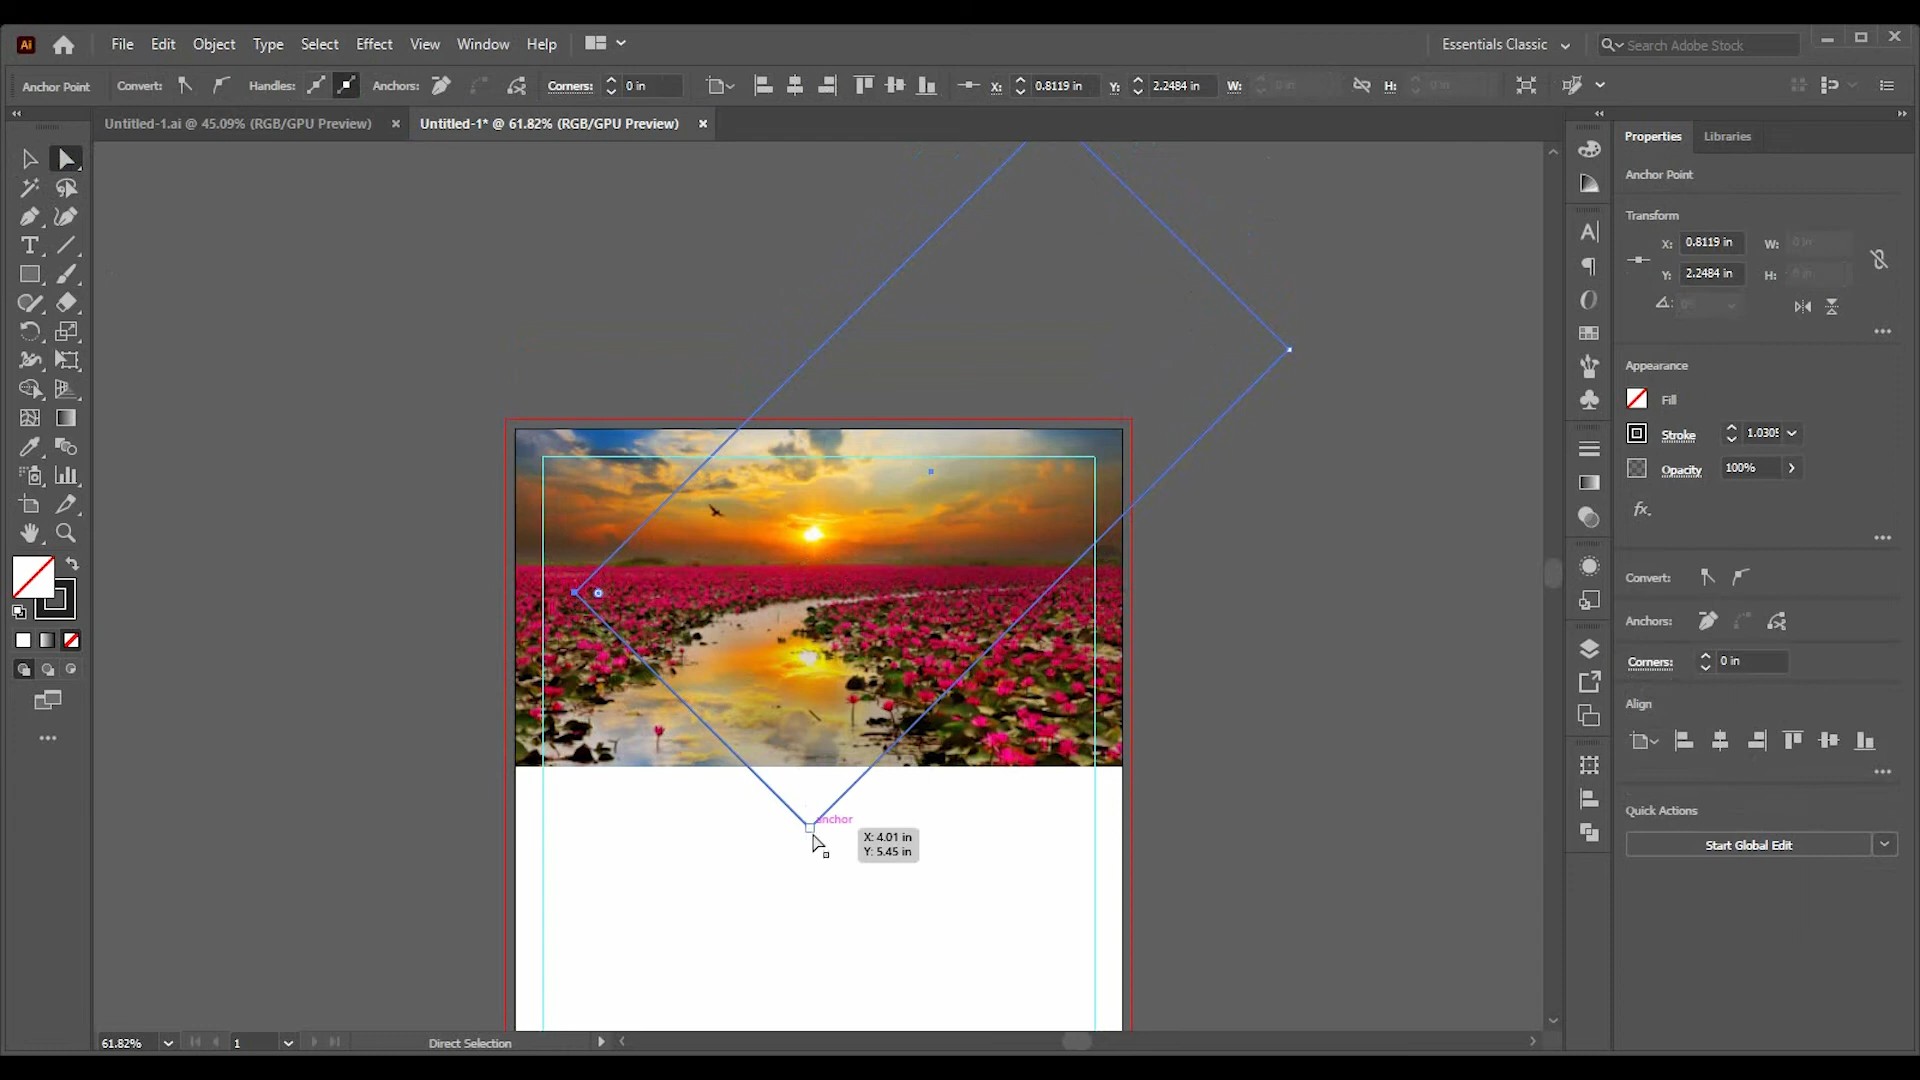 Ai File Edit Object Type Select Effect View Window Help Essentials Classic Search Adobe Stock
Anchor Point Convert: Handles: Anchors: Corners: 0 in X: 0.8119 in Y: 2.2484 in W: 0 in H: 0 in
Untitled-1.ai @ 45.09% (RGB/GPU Preview) Untitled-1* @ 61.82% (RGB/GPU Preview)
Properties Libraries
Anchor Point
Transform
X: 0.8119 in W: 0 in
Y: 2.2484 in H: 0 in
0°
Appearance
Fill
Stroke 1.0305
Opacity 100%
fx.
Convert:
Anchors:
Corners: 0 in
Align
Quick Actions
Start Global Edit
anchor
X: 4.01 in
Y: 5.45 in
61.82% 1 Direct Selection